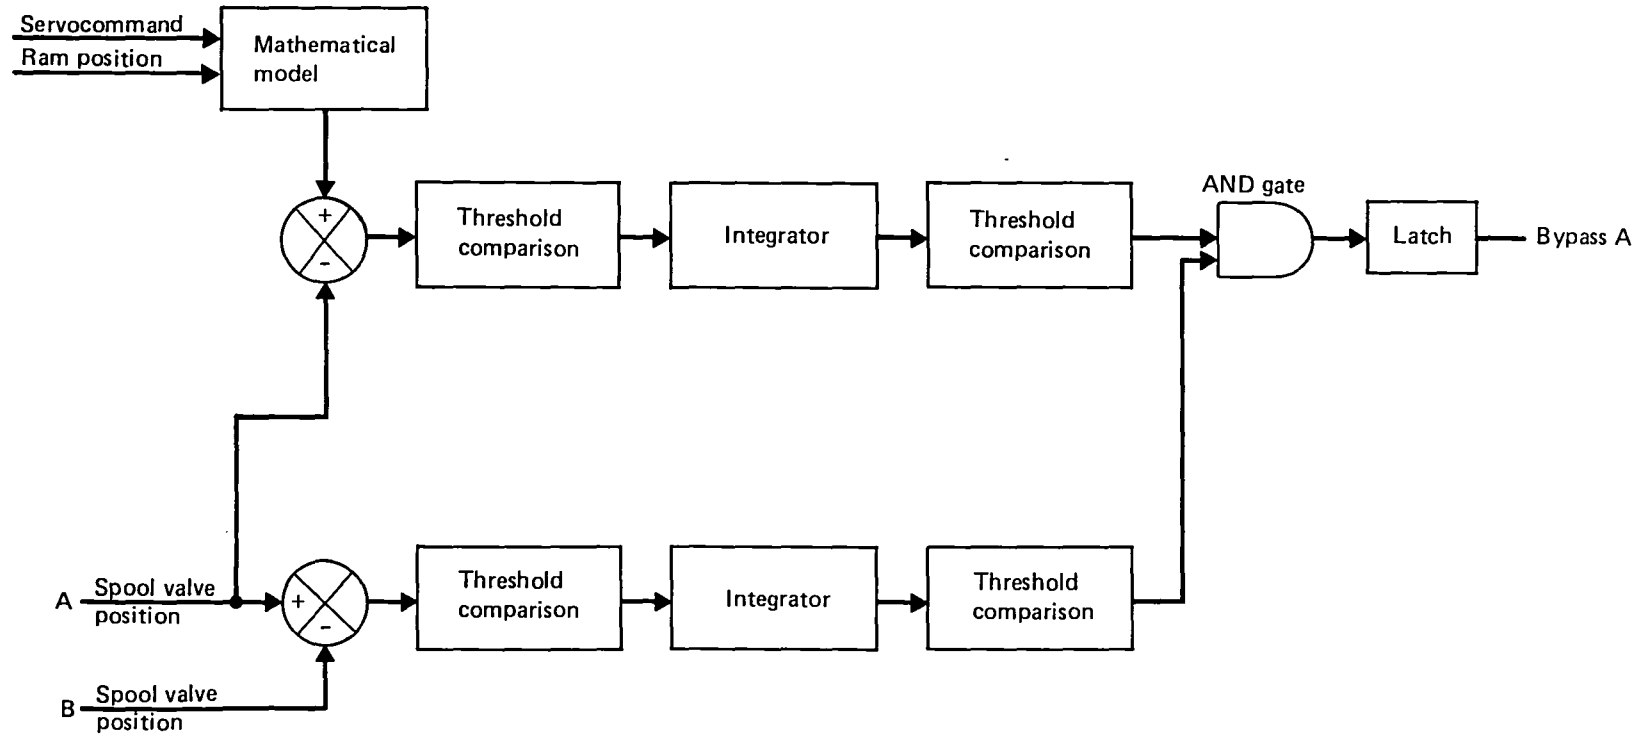 Servocommand
Ram position
Mathematical
model
+
-
Threshold
comparison
Integrator
Threshold
comparison
AND gate
Latch
Bypass A
A
Spool valve
position
+
-
Threshold
comparison
Integrator
Threshold
comparison
B
Spool valve
position